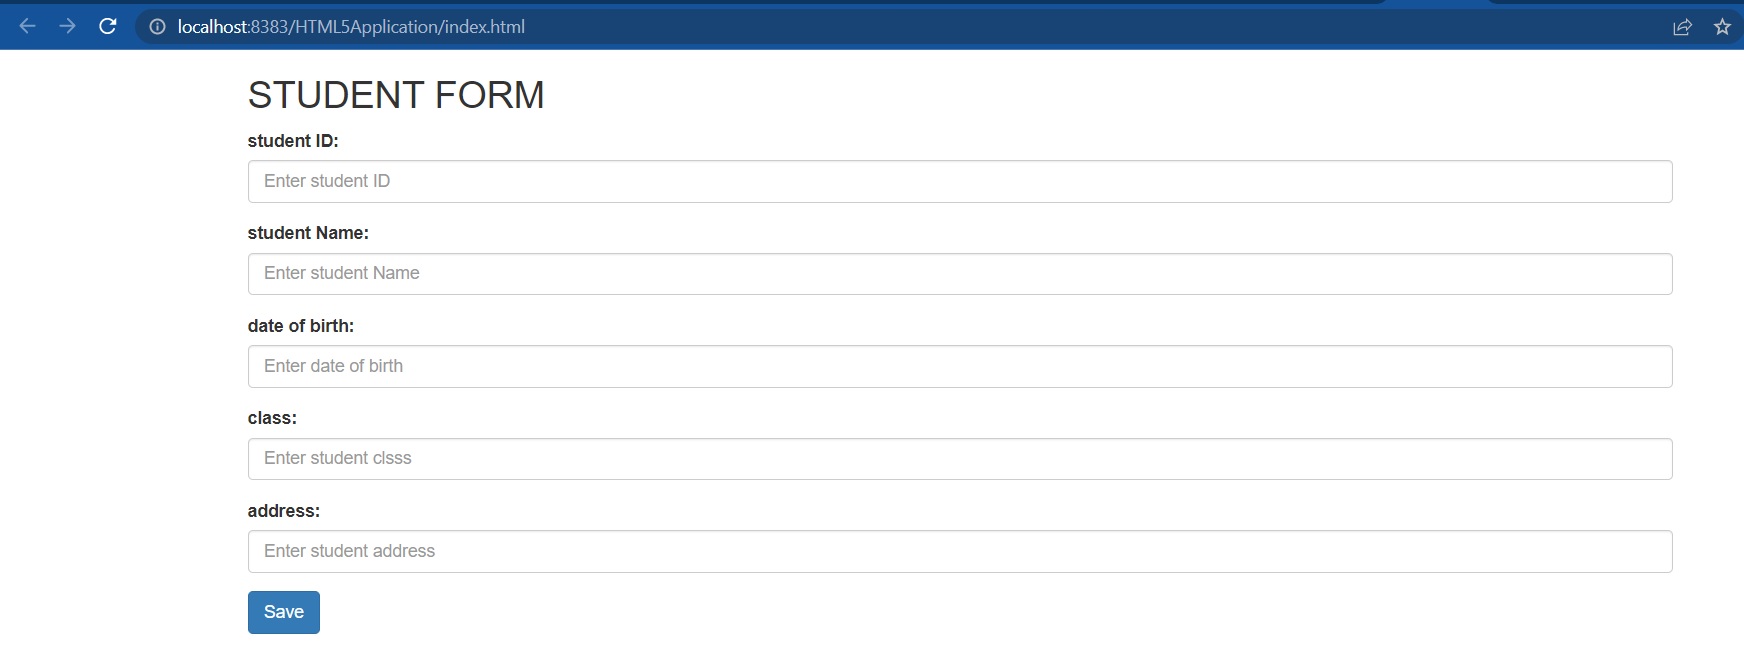 localhost:8383/HTML5Application/index.html
STUDENT FORM
student ID:
Enter student ID
student Name:
Enter student Name
date of birth:
Enter date of birth
class:
Enter student clsss
address:
Enter student address
Save